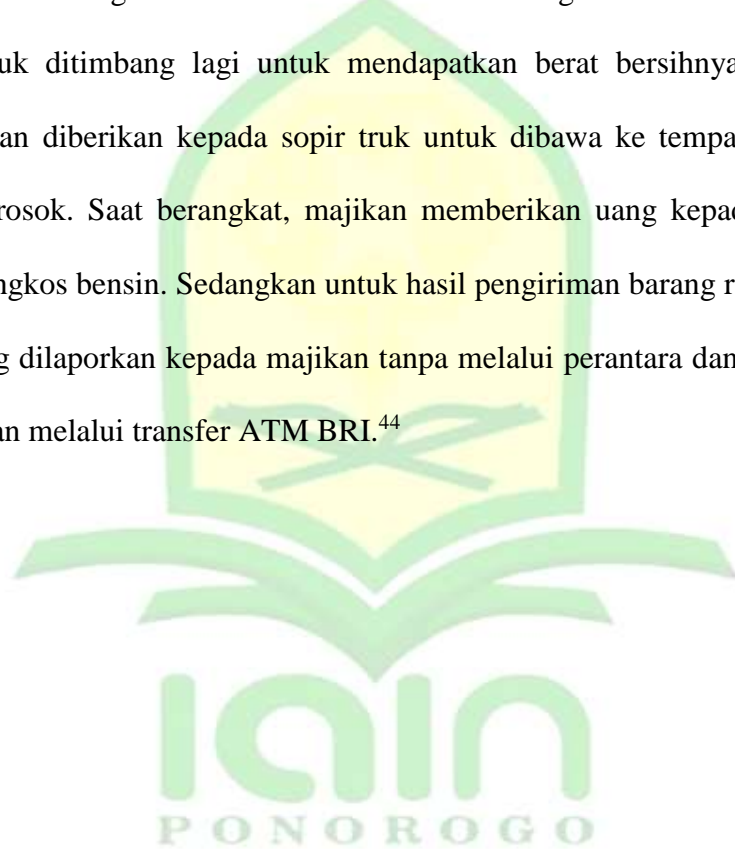 uk ditimbang lagi untuk mendapatkan berat bersihnya
an diberikan kepada sopir truk untuk dibawa ke tempa
rosok. Saat berangkat, majikan memberikan uang kepad
ngkos bensin. Sedangkan untuk hasil pengiriman barang r
g dilaporkan kepada majikan tanpa melalui perantara dan
an melalui transfer ATM BRI.44
IAIN
PONOROGO